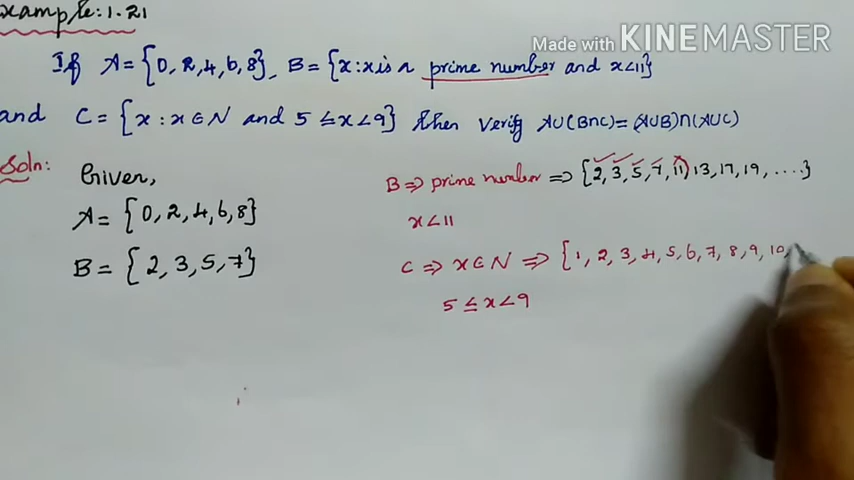 xample:1.21
Made with KINEMASTER
If A={0,2,4,6,8}, B={x:x is a prime number and x<11}
and C={x:x∈N and 5≦x<9} then verify A∪(B∩C)=(A∪B)∩(A∪C)
Soln:
Given,
A={0,2,4,6,8}
B={2,3,5,7}
B⇒prime number⇒{2,3,5,7,11)13,17,19,....}
x<11
C⇒x∈N⇒{1,2,3,4,5,6,7,8,9,10,
5≦x<9